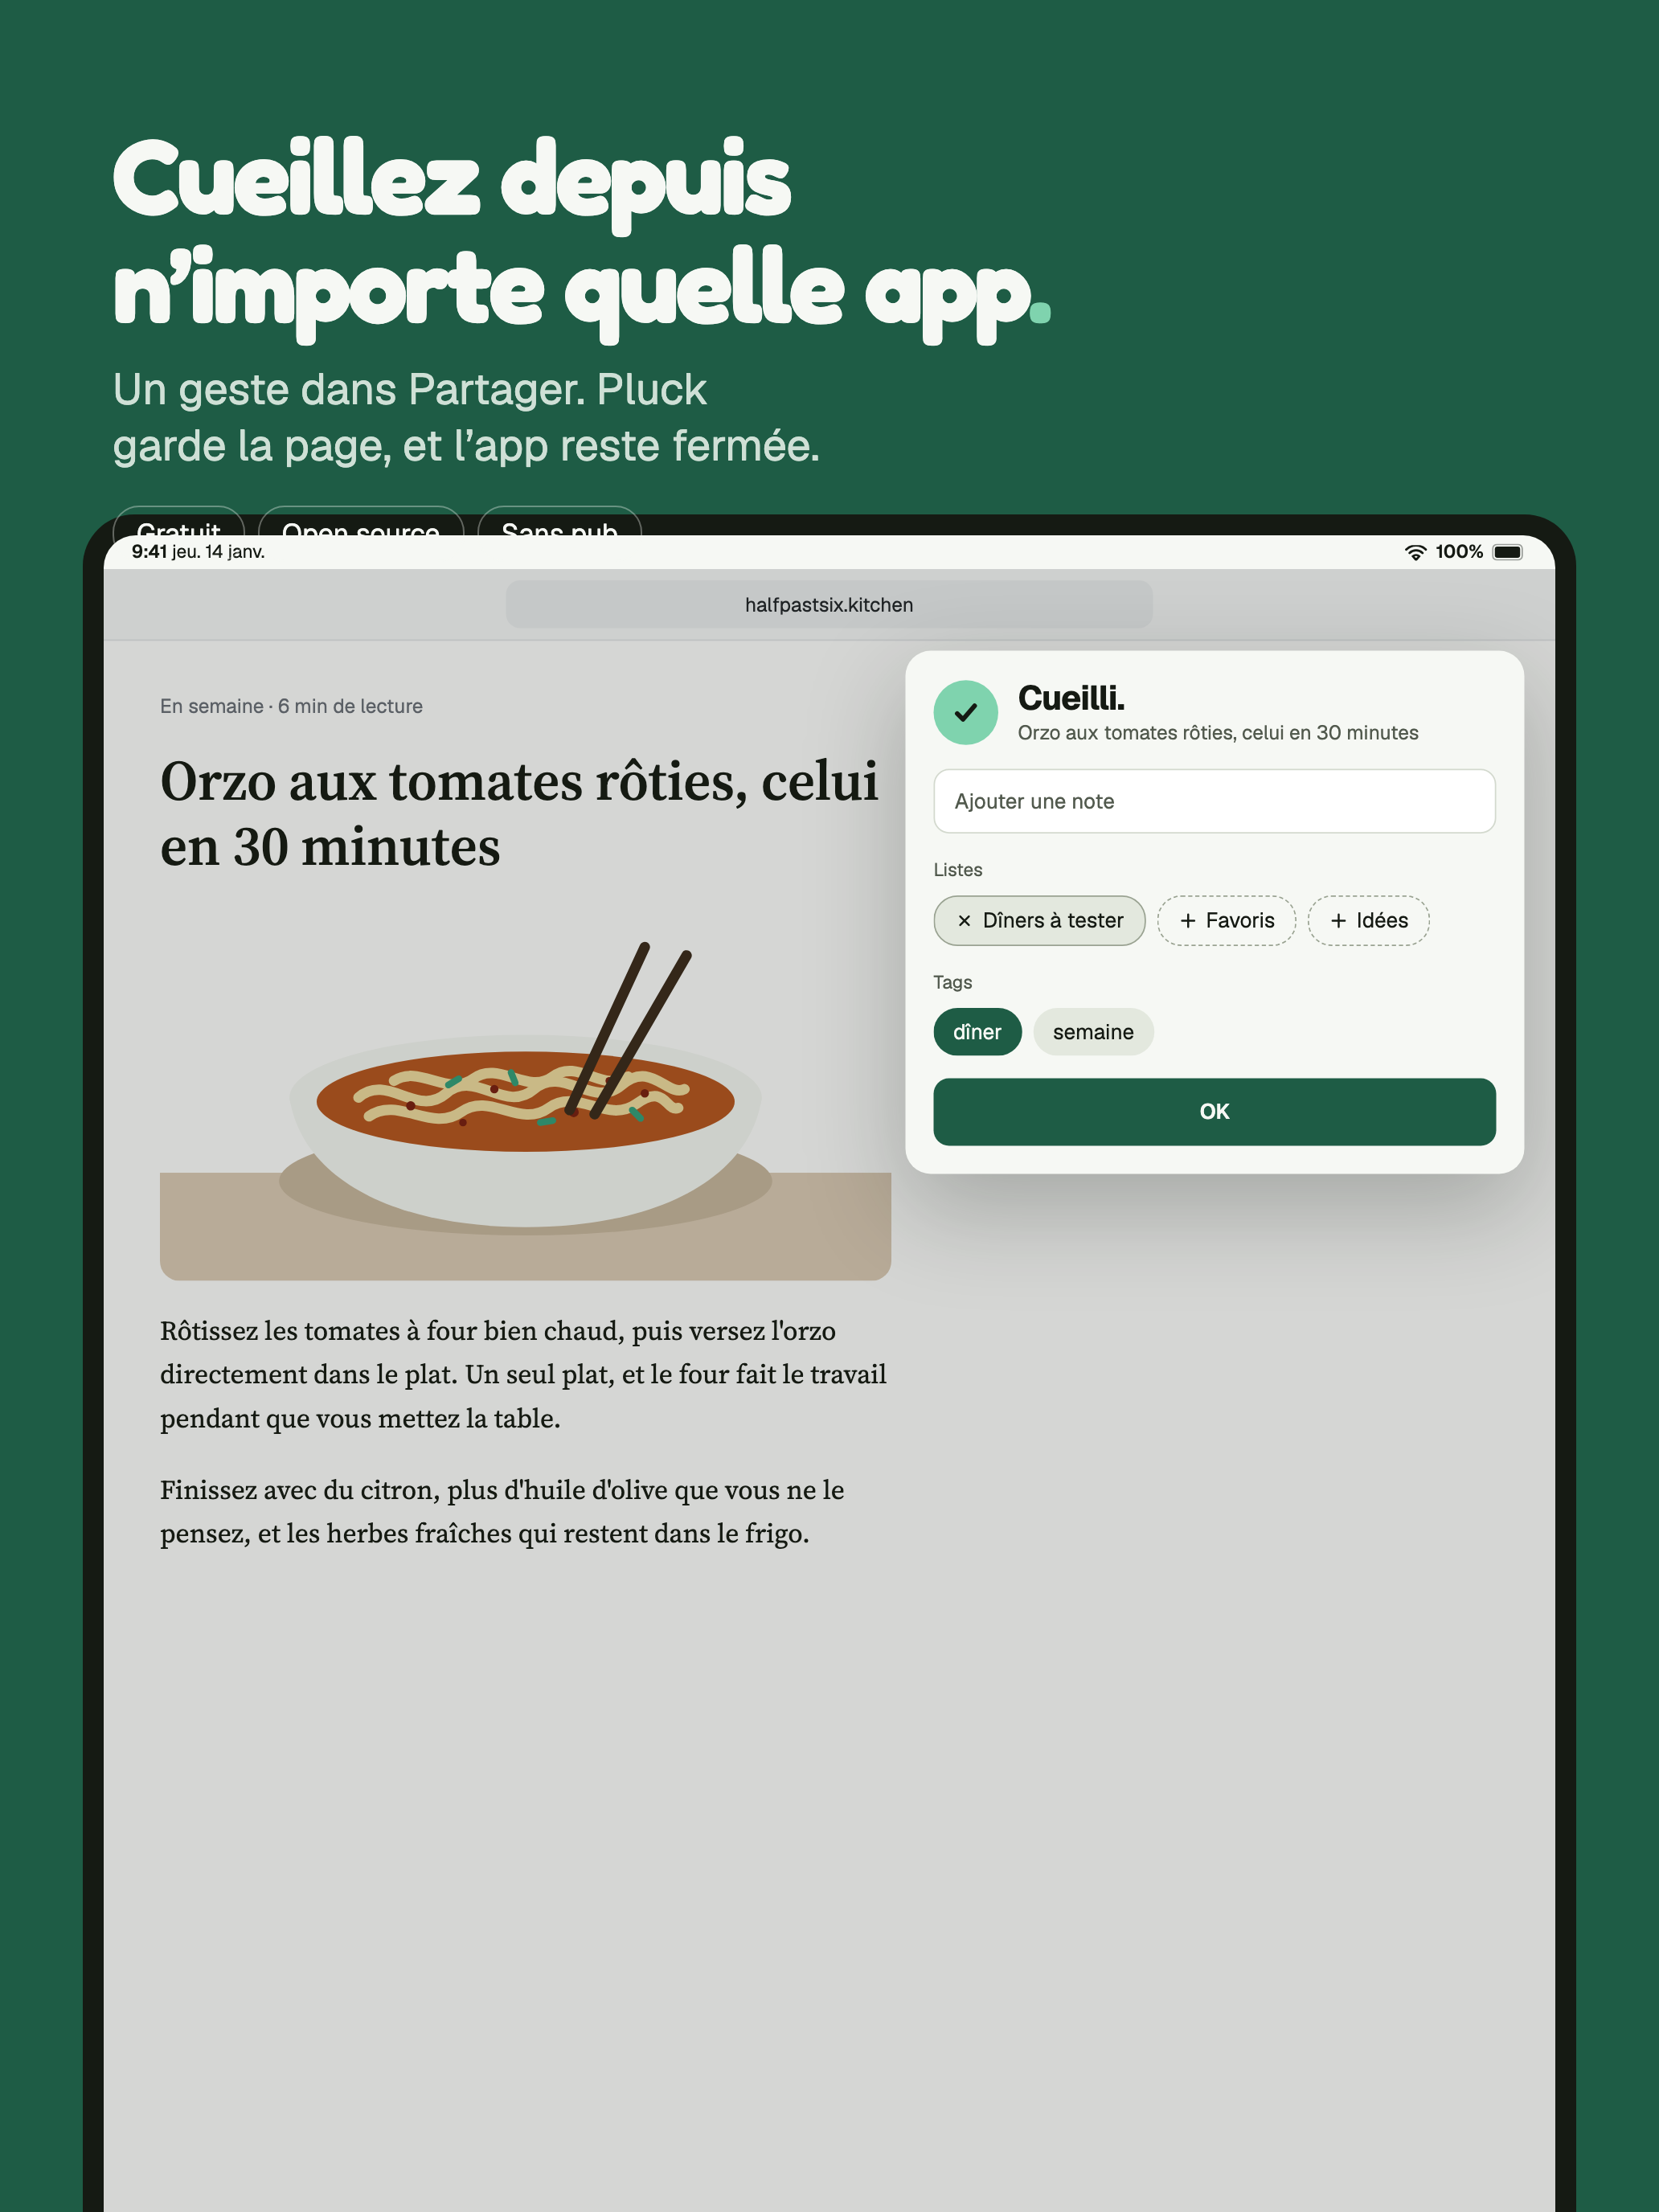 Cueillez depuis
n’importe quelle app.
Un geste dans Partager. Pluck
garde la page, et l’app reste fermée.
Gratuit
Open source
Sans pub
9:41 jeu. 14 janv.
100%
halfpastsix.kitchen
En semaine · 6 min de lecture
Orzo aux tomates rôties, celui
en 30 minutes
Rôtissez les tomates à four bien chaud, puis versez l'orzo
directement dans le plat. Un seul plat, et le four fait le travail
pendant que vous mettez la table.
Finissez avec du citron, plus d'huile d'olive que vous ne le
pensez, et les herbes fraîches qui restent dans le frigo.
Cueilli.
Orzo aux tomates rôties, celui en 30 minutes
Ajouter une note
Listes
× Dîners à tester
+ Favoris
+ Idées
Tags
dîner
semaine
OK